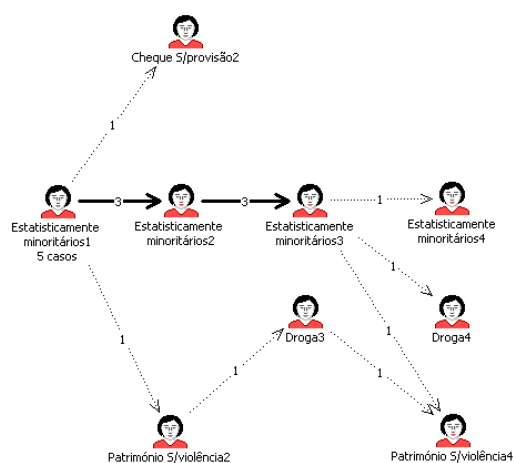 Cheque S/provisão2
1
Estatisticamente
minoritários1
5 casos
3
Estatisticamente
minoritários2
3
Estatisticamente
minoritários3
1
Estatisticamente
minoritários4
1
1
Droga3
Droga4
1
1
1
Património S/violência2
Património S/violência4